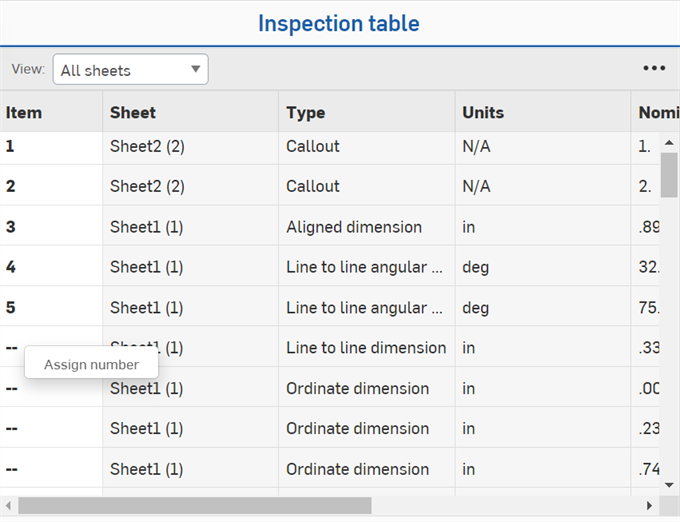 Inspection table
View: All sheets
Item Sheet Type Units Nomi
1 Sheet2 (2) Callout N/A 1.
2 Sheet2 (2) Callout N/A 2.
3 Sheet1 (1) Aligned dimension in .89
4 Sheet1 (1) Line to line angular ... deg 32.
5 Sheet1 (1) Line to line angular ... deg 75.
-- Sheet1 (1) Line to line dimension in .33
Assign number
-- Sheet1 (1) Ordinate dimension in .00
-- Sheet1 (1) Ordinate dimension in .23
-- Sheet1 (1) Ordinate dimension in .74